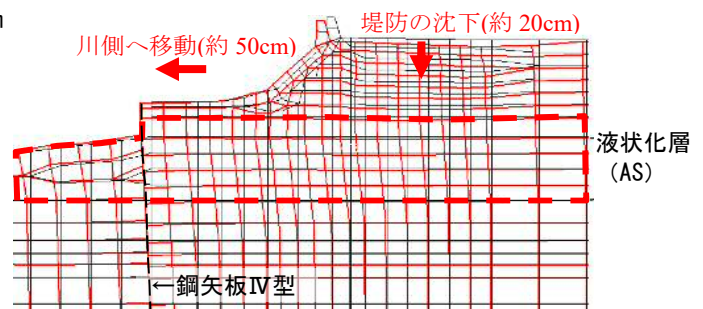 堤防の沈下(約 20cm)
川側へ移動(約 50cm)
液状化層
(AS)
←鋼矢板Ⅳ型